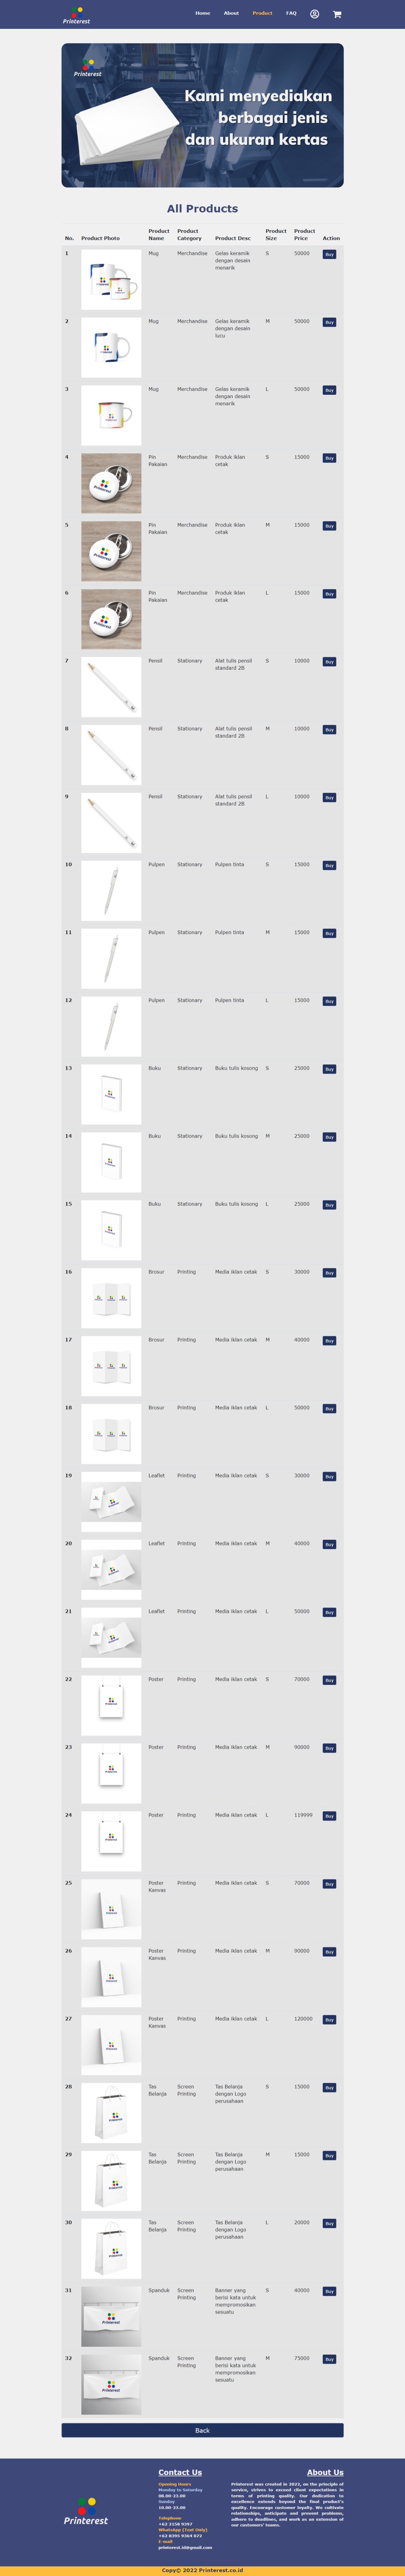 Printerest
Home About Product FAQ
Printerest
Kami menyediakan
berbagai jenis
dan ukuran kertas
All Products
No. Product Photo Product Name Product Category Product Desc Product Size Product Price Action
1 Mug Merchandise Gelas keramik dengan desain menarik S 50000 Buy
2 Mug Merchandise Gelas keramik dengan desain lucu M 50000 Buy
3 Mug Merchandise Gelas keramik dengan desain menarik L 50000 Buy
4 Pin Pakaian Merchandise Produk iklan cetak S 15000 Buy
5 Pin Pakaian Merchandise Produk iklan cetak M 15000 Buy
6 Pin Pakaian Merchandise Produk iklan cetak L 15000 Buy
7 Pensil Stationary Alat tulis pensil standard 2B S 10000 Buy
8 Pensil Stationary Alat tulis pensil standard 2B M 10000 Buy
9 Pensil Stationary Alat tulis pensil standard 2B L 10000 Buy
10 Pulpen Stationary Pulpen tinta S 15000 Buy
11 Pulpen Stationary Pulpen tinta M 15000 Buy
12 Pulpen Stationary Pulpen tinta L 15000 Buy
13 Buku Stationary Buku tulis kosong S 25000 Buy
14 Buku Stationary Buku tulis kosong M 25000 Buy
15 Buku Stationary Buku tulis kosong L 25000 Buy
16 Brosur Printing Media iklan cetak S 30000 Buy
17 Brosur Printing Media iklan cetak M 40000 Buy
18 Brosur Printing Media iklan cetak L 50000 Buy
19 Leaflet Printing Media iklan cetak S 30000 Buy
20 Leaflet Printing Media iklan cetak M 40000 Buy
21 Leaflet Printing Media iklan cetak L 50000 Buy
22 Poster Printing Media iklan cetak S 70000 Buy
23 Poster Printing Media iklan cetak M 90000 Buy
24 Poster Printing Media iklan cetak L 119999 Buy
25 Poster Kanvas Printing Media iklan cetak S 70000 Buy
26 Poster Kanvas Printing Media iklan cetak M 90000 Buy
27 Poster Kanvas Printing Media iklan cetak L 120000 Buy
28 Tas Belanja Screen Printing Tas Belanja dengan Logo perusahaan S 15000 Buy
29 Tas Belanja Screen Printing Tas Belanja dengan Logo perusahaan M 15000 Buy
30 Tas Belanja Screen Printing Tas Belanja dengan Logo perusahaan L 20000 Buy
31 Spanduk Screen Printing Banner yang berisi kata untuk mempromosikan sesuatu S 40000 Buy
32 Spanduk Screen Printing Banner yang berisi kata untuk mempromosikan sesuatu M 75000 Buy
Back
Printerest
Contact Us
Opening Hours
Monday to Saturday
08.00-23.00
Sunday
10.00-23.00
Telephone
+62 3150 9397
WhatsApp (Text Only)
+62 8395 9364 072
E-mail
printerest.id@gmail.com
About Us
Printerest was created in 2022, on the principle of
service, strives to exceed client expectations in
terms of printing quality. Our dedication to
excellence extends beyond the final product's
quality. Encourage customer loyalty. We cultivate
relationships, anticipate and prevent problems,
adhere to deadlines, and work as an extension of
our customers' teams.
Copy© 2022 Printerest.co.id